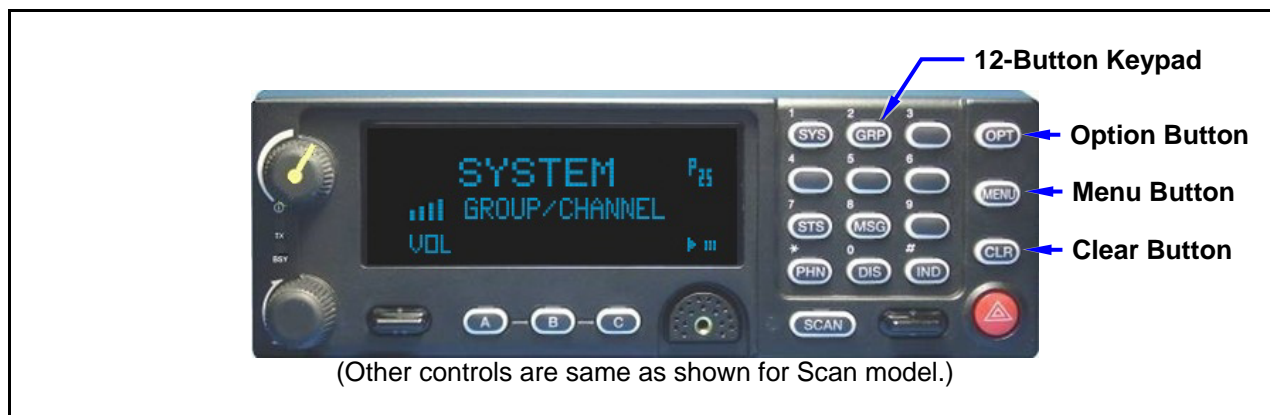 12-Button Keypad
1 2 3
SYS GRP
OPT
Option Button
SYSTEM P25
4 5 6
MENU
Menu Button
GROUP/CHANNEL
7 8 9
STS MSG
VOL
TX
BSY
CLR
Clear Button
* 0 #
PHN DIS IND
A B C
SCAN
(Other controls are same as shown for Scan model.)